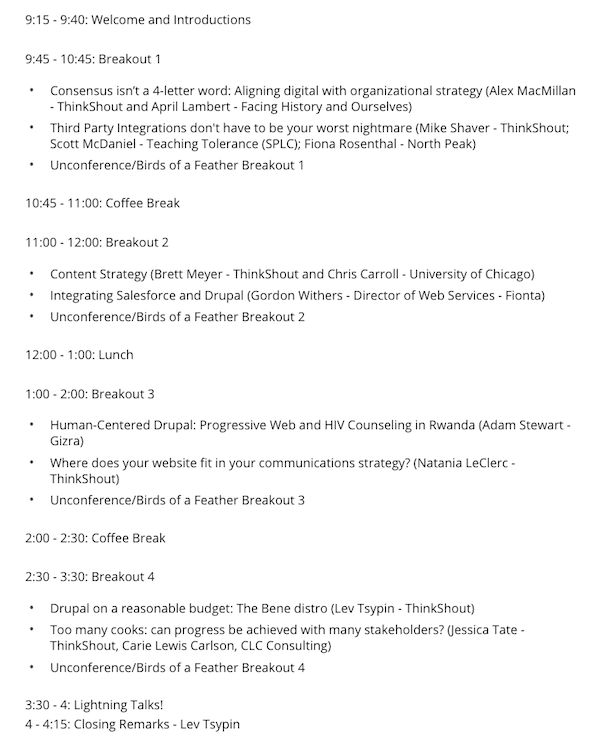 9:15 - 9:40: Welcome and Introductions
9:45 - 10:45: Breakout 1
• Consensus isn't a 4-letter word: Aligning digital with organizational strategy (Alex MacMillan
- ThinkShout and April Lambert - Facing History and Ourselves)
• Third Party Integrations don't have to be your worst nightmare (Mike Shaver - ThinkShout;
Scott McDaniel - Teaching Tolerance (SPLC); Fiona Rosenthal - North Peak)
• Unconference/Birds of a Feather Breakout 1
10:45 - 11:00: Coffee Break
11:00 - 12:00: Breakout 2
• Content Strategy (Brett Meyer - ThinkShout and Chris Carroll - University of Chicago)
• Integrating Salesforce and Drupal (Gordon Withers - Director of Web Services - Fionta)
• Unconference/Birds of a Feather Breakout 2
12:00 - 1:00: Lunch
1:00 - 2:00: Breakout 3
• Human-Centered Drupal: Progressive Web and HIV Counseling in Rwanda (Adam Stewart -
Gizra)
• Where does your website fit in your communications strategy? (Natania LeClerc -
ThinkShout)
• Unconference/Birds of a Feather Breakout 3
2:00 - 2:30: Coffee Break
2:30 - 3:30: Breakout 4
• Drupal on a reasonable budget: The Bene distro (Lev Tsypin - ThinkShout)
• Too many cooks: can progress be achieved with many stakeholders? (Jessica Tate -
ThinkShout, Carie Lewis Carlson, CLC Consulting)
• Unconference/Birds of a Feather Breakout 4
3:30 - 4: Lightning Talks!
4 - 4:15: Closing Remarks - Lev Tsypin